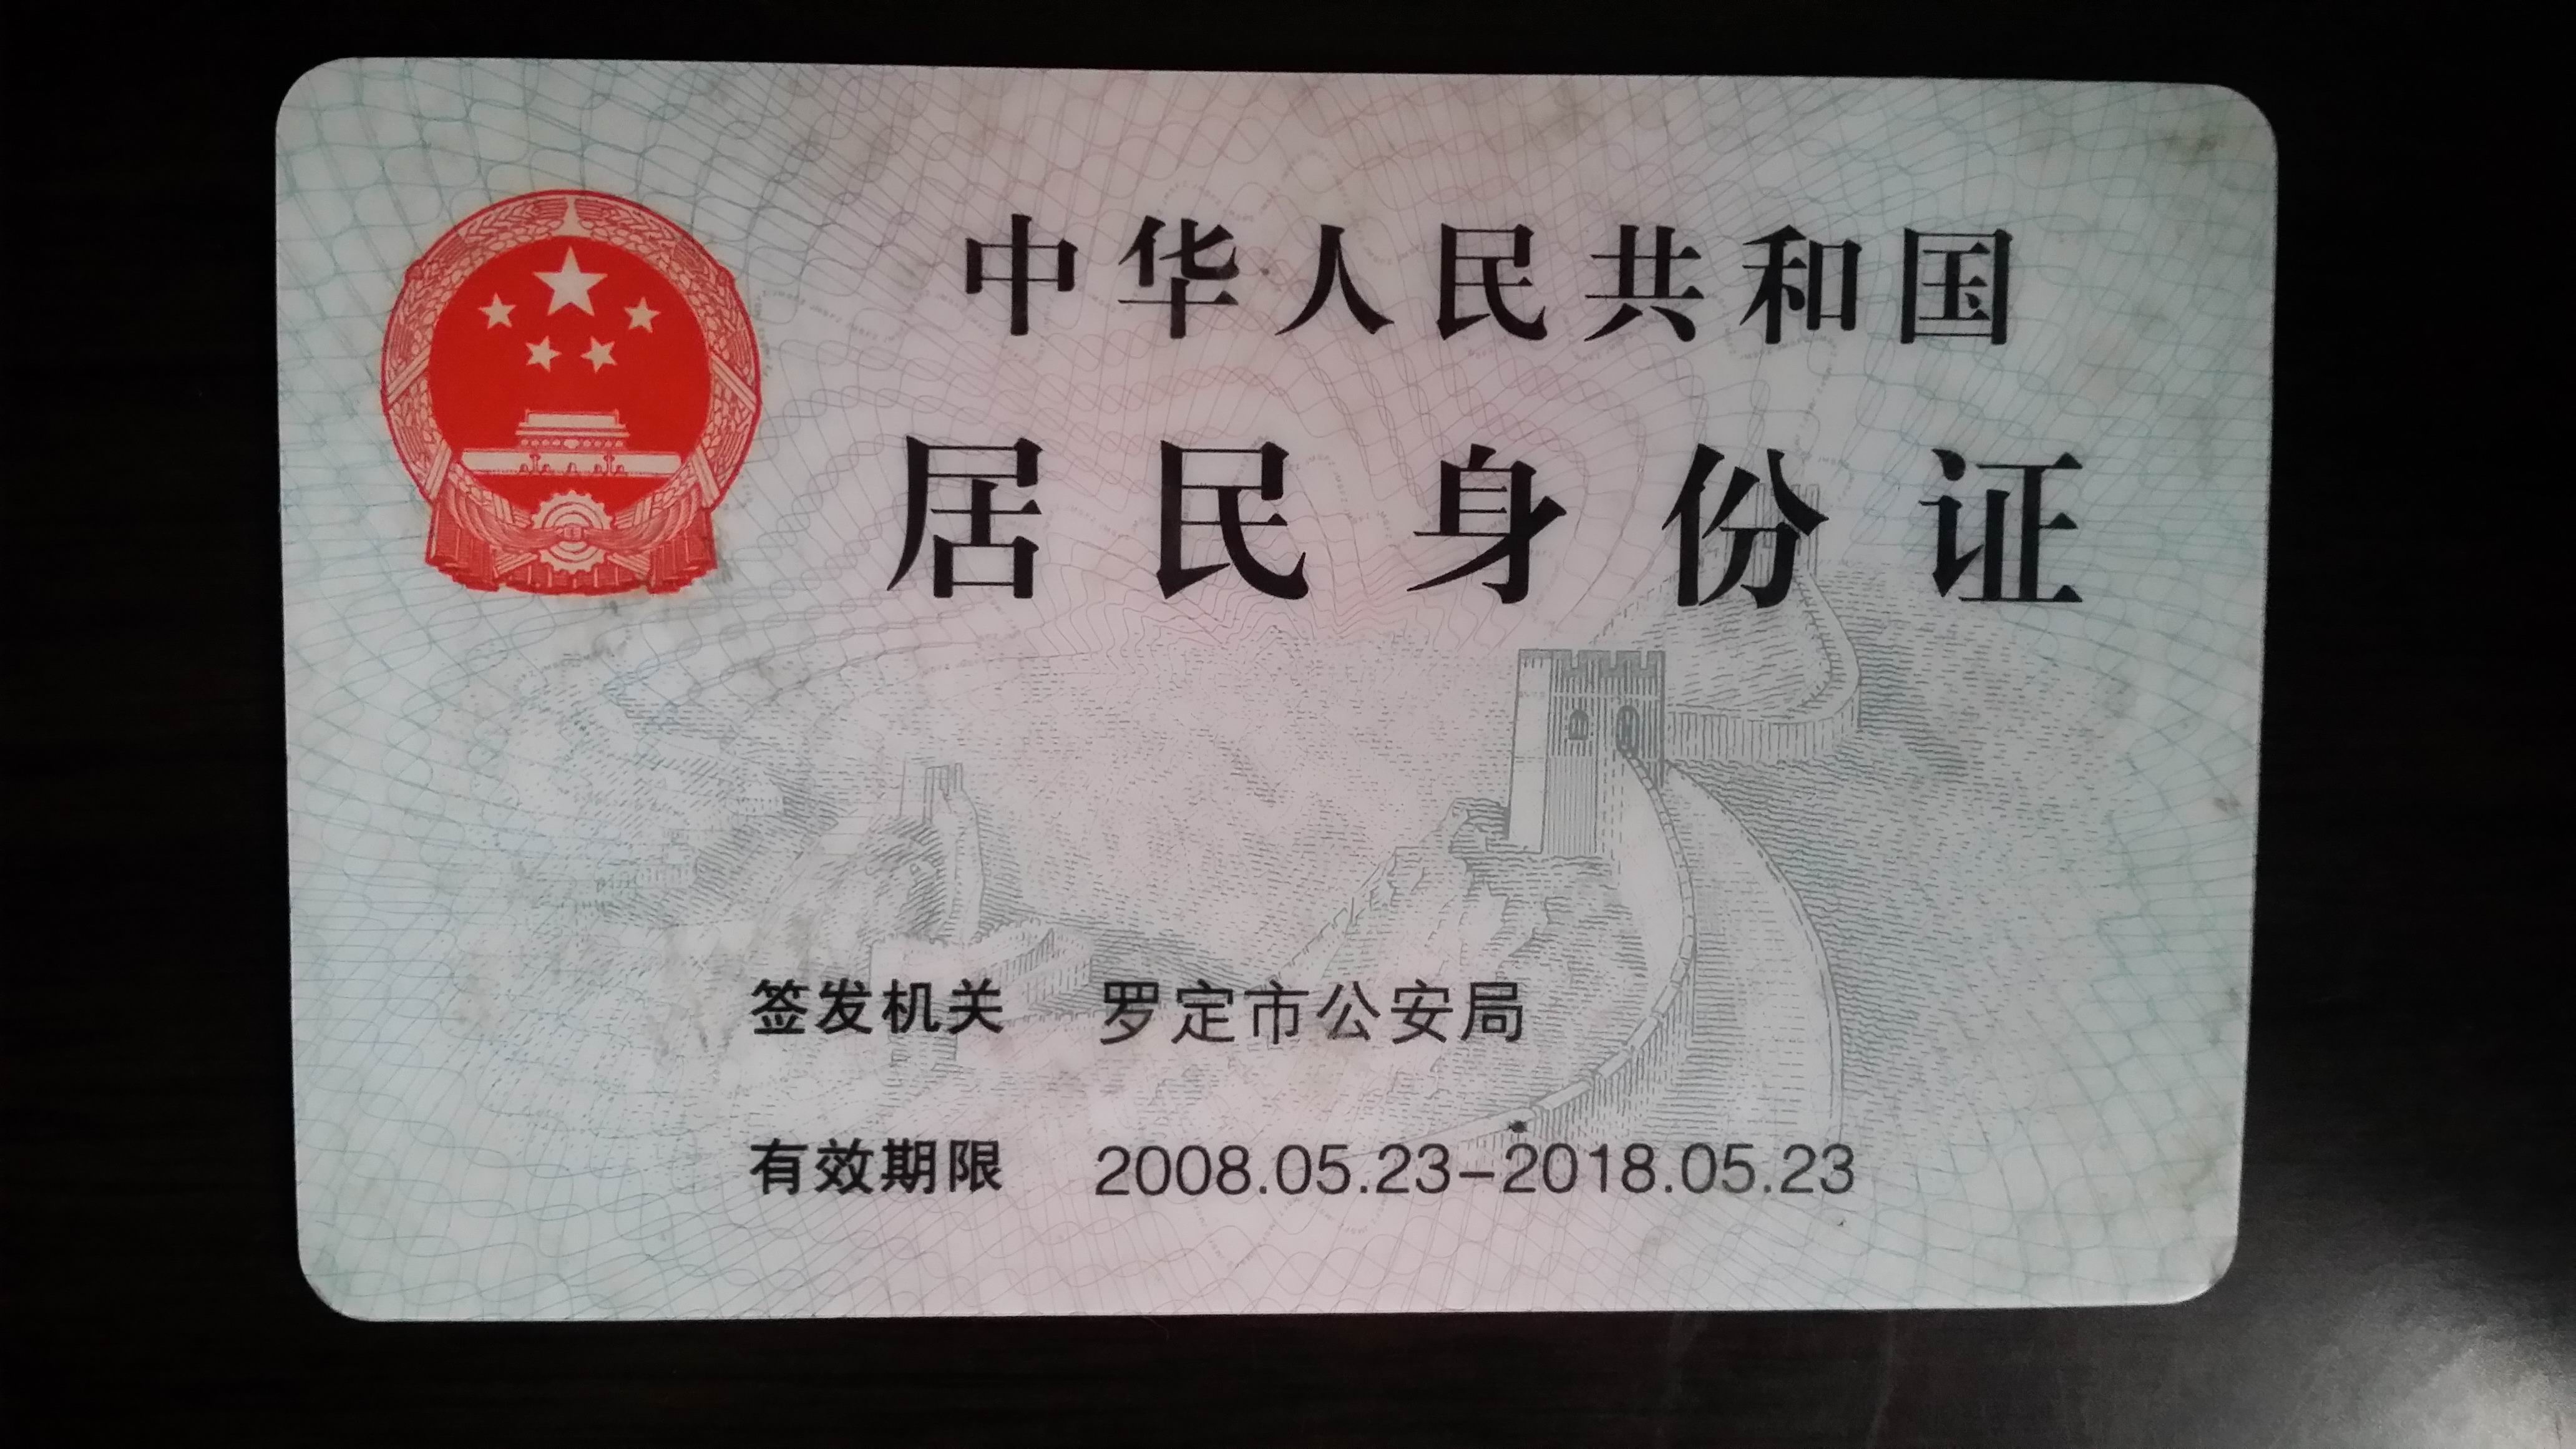 中华人民共和国
居民身份证
签发机关 罗定市公安局
有效期限 2008.05.23-2018.05.23